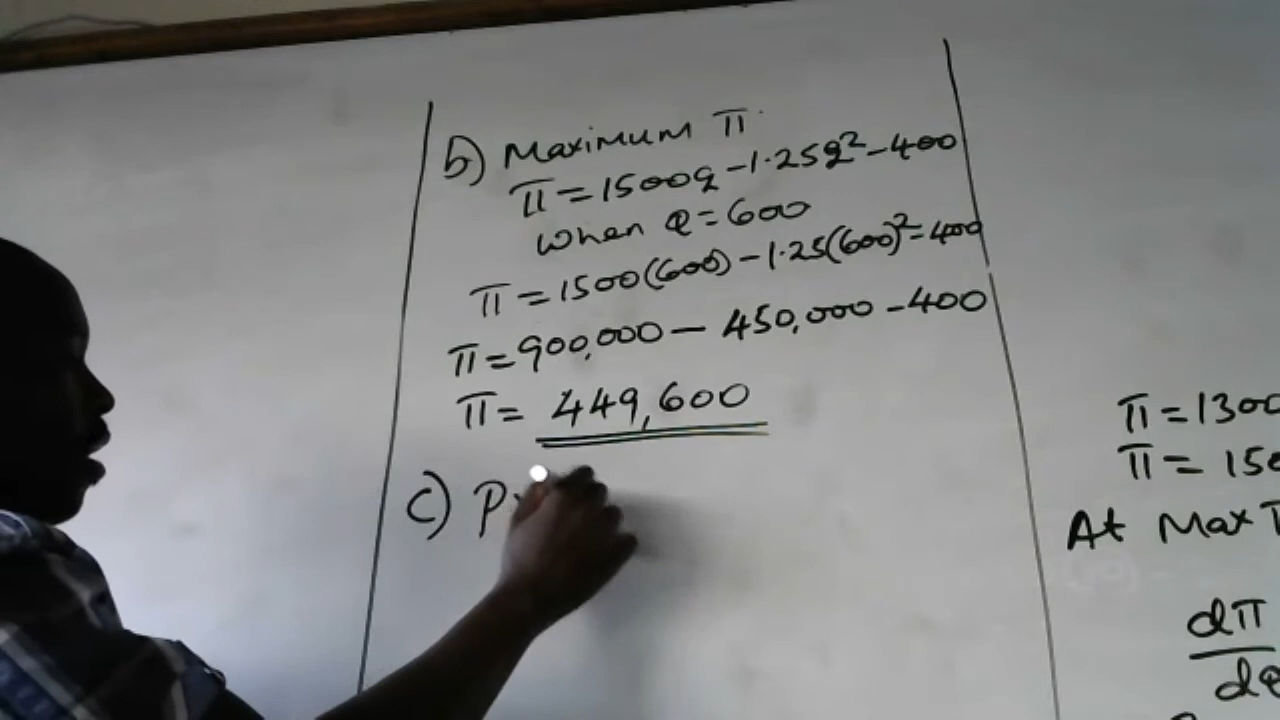 b) Maximum π
π = 1500q - 1.25q² - 400
when Q = 600
π = 1500(600) - 1.25(600)² = 400
π = 900,000 - 450,000 - 400
π = 449,600
c) P
π = 1300
π = 150
At Max π
dπ
dQ